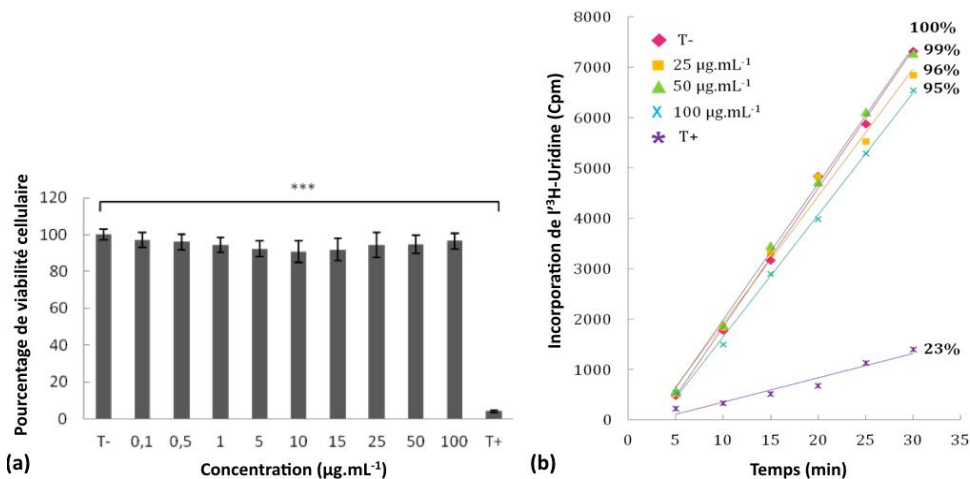 120
100
80
60
40
20
0
Pourcentage de viabilité cellulaire
***
T- 0,1 0,5 1 5 10 15 25 50 100 T+
Concentration (µg.mL⁻¹)
(a)
8000
7000
6000
5000
4000
3000
2000
1000
0
Incorporation de l'³H-Uridine (Cpm)
T-
25 µg.mL⁻¹
50 µg.mL⁻¹
100 µg.mL⁻¹
T+
100%
99%
96%
95%
23%
0 5 10 15 20 25 30 35
Temps (min)
(b)